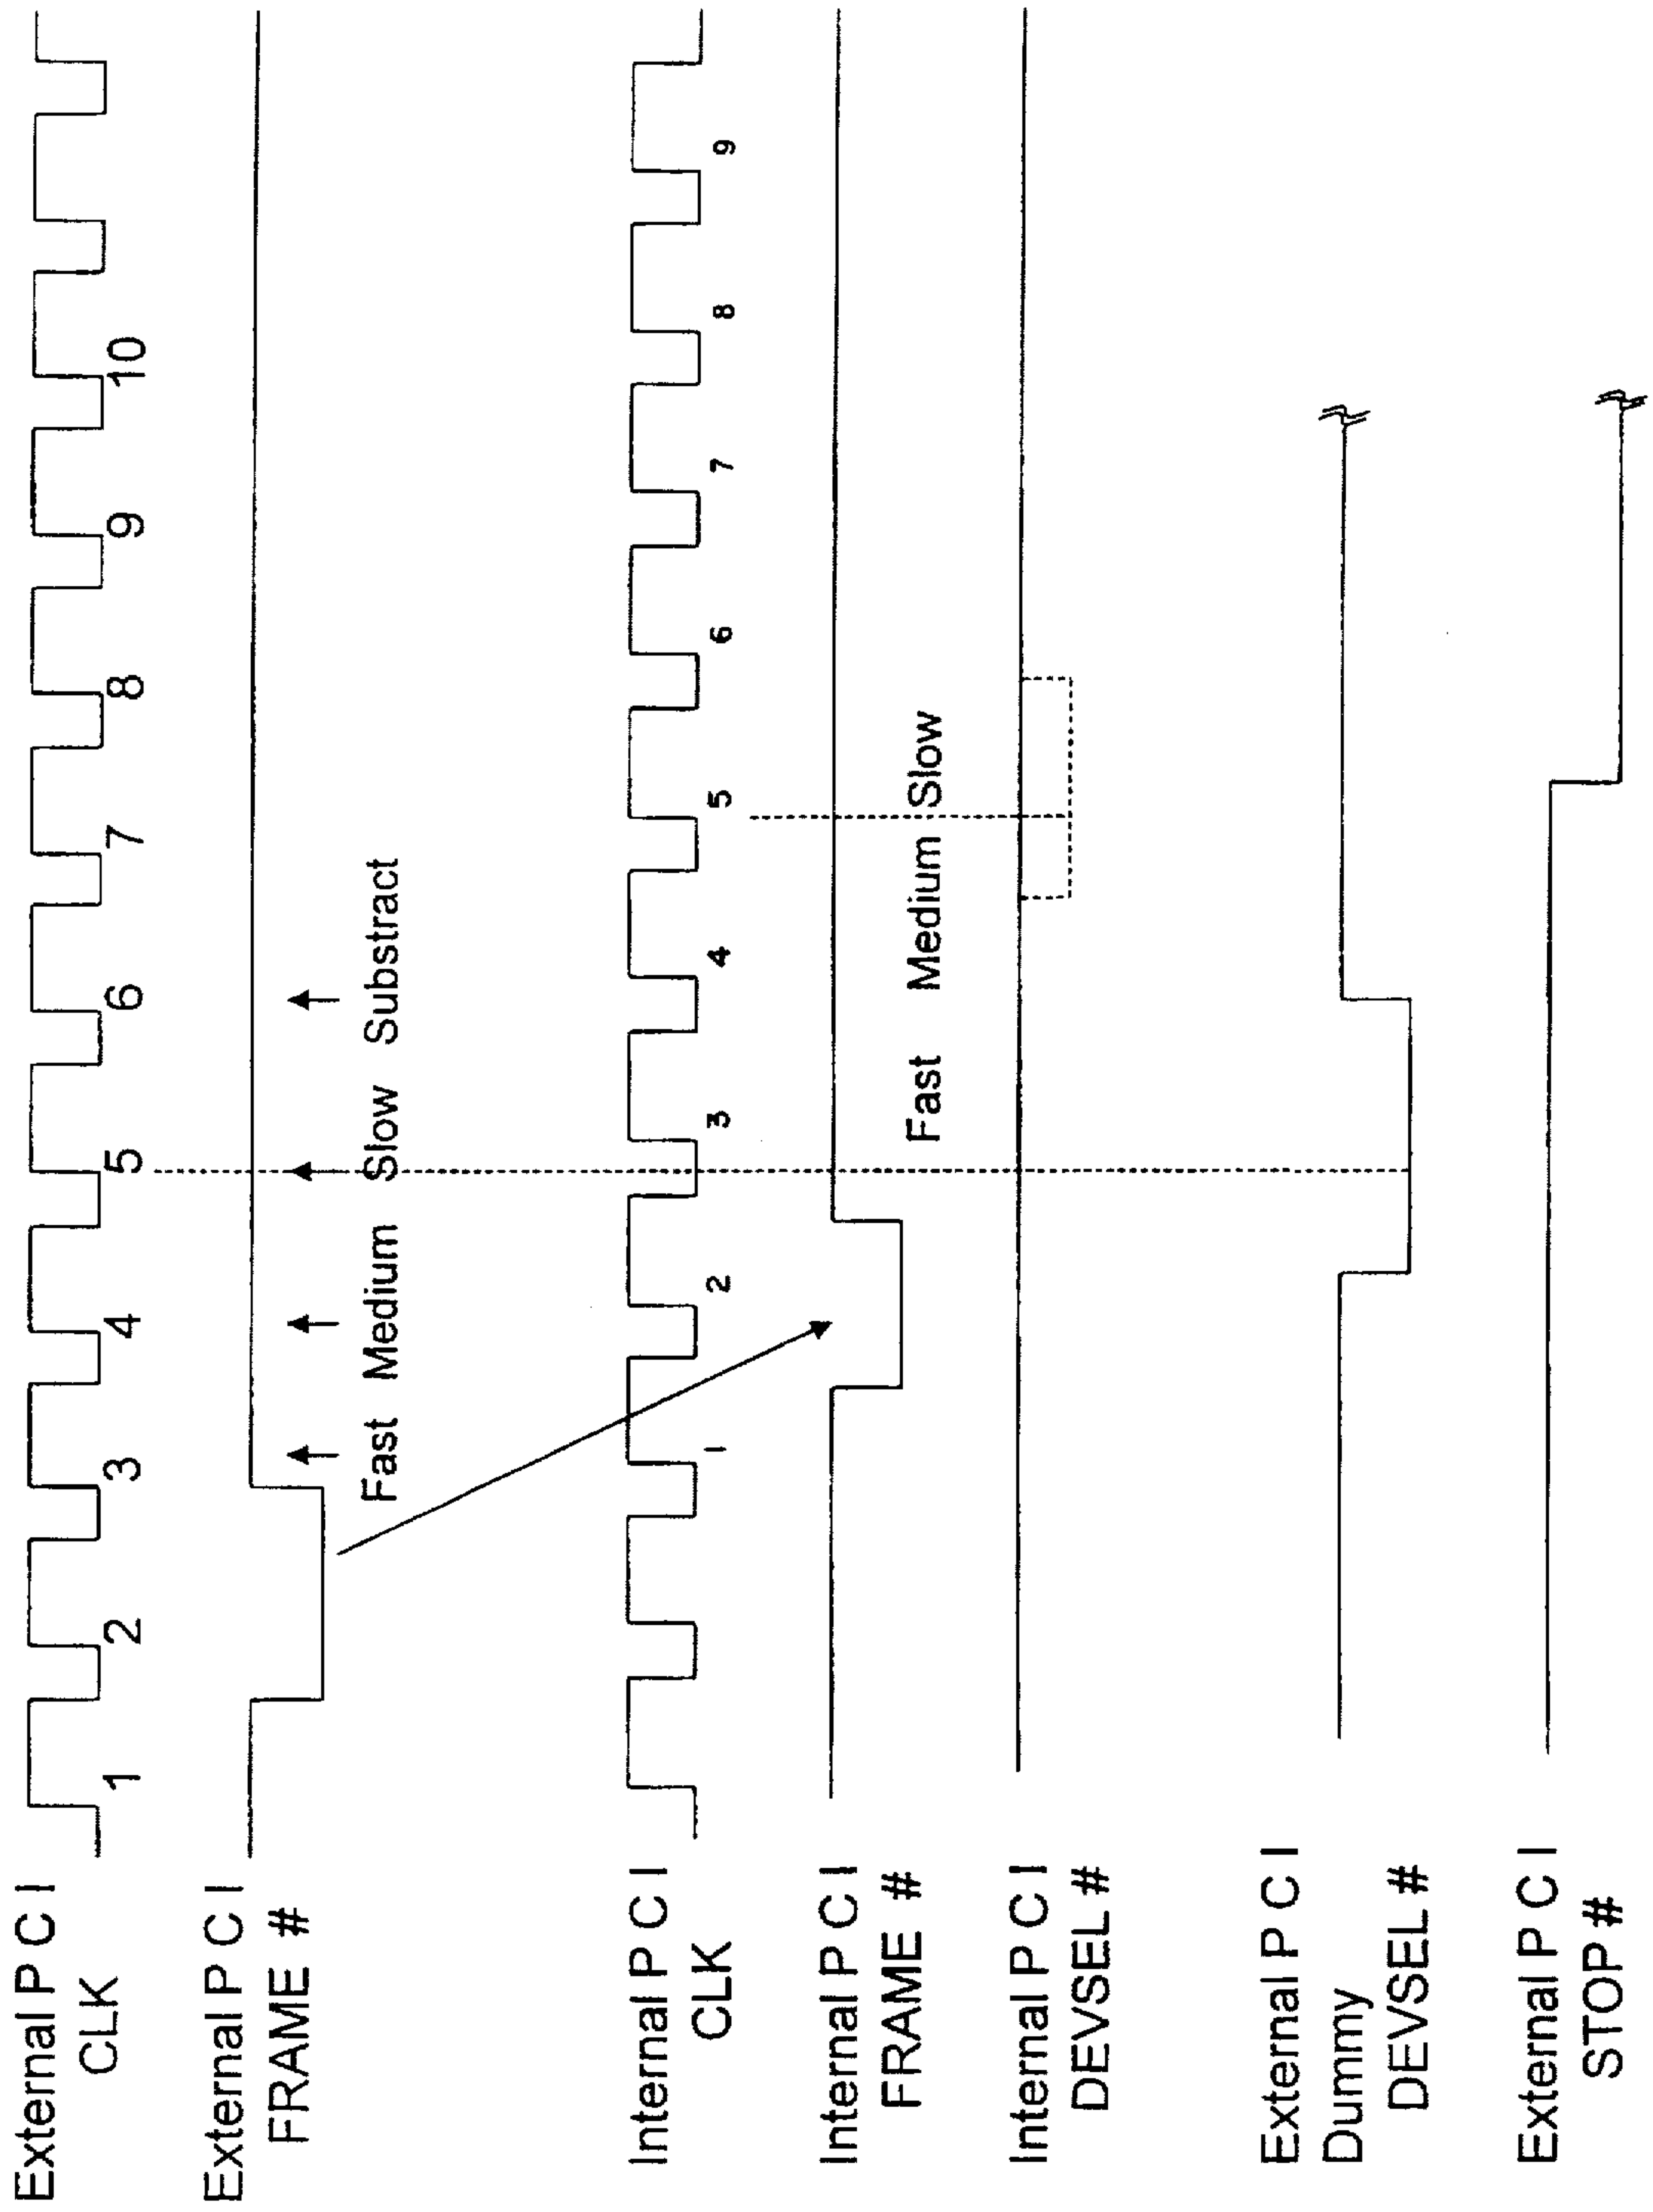 External P C I
CLK
1 2 3 4 5 6 7 8 9 10
External P C I
FRAME #
Fast Medium Slow Substract
Internal P C I
CLK
1 2 3 4 5 6 7 8 9
Internal P C I
FRAME #
Fast Medium Slow
Internal P C I
DEVSEL #
External P C I
Dummy
DEVSEL #
External P C I
STOP #